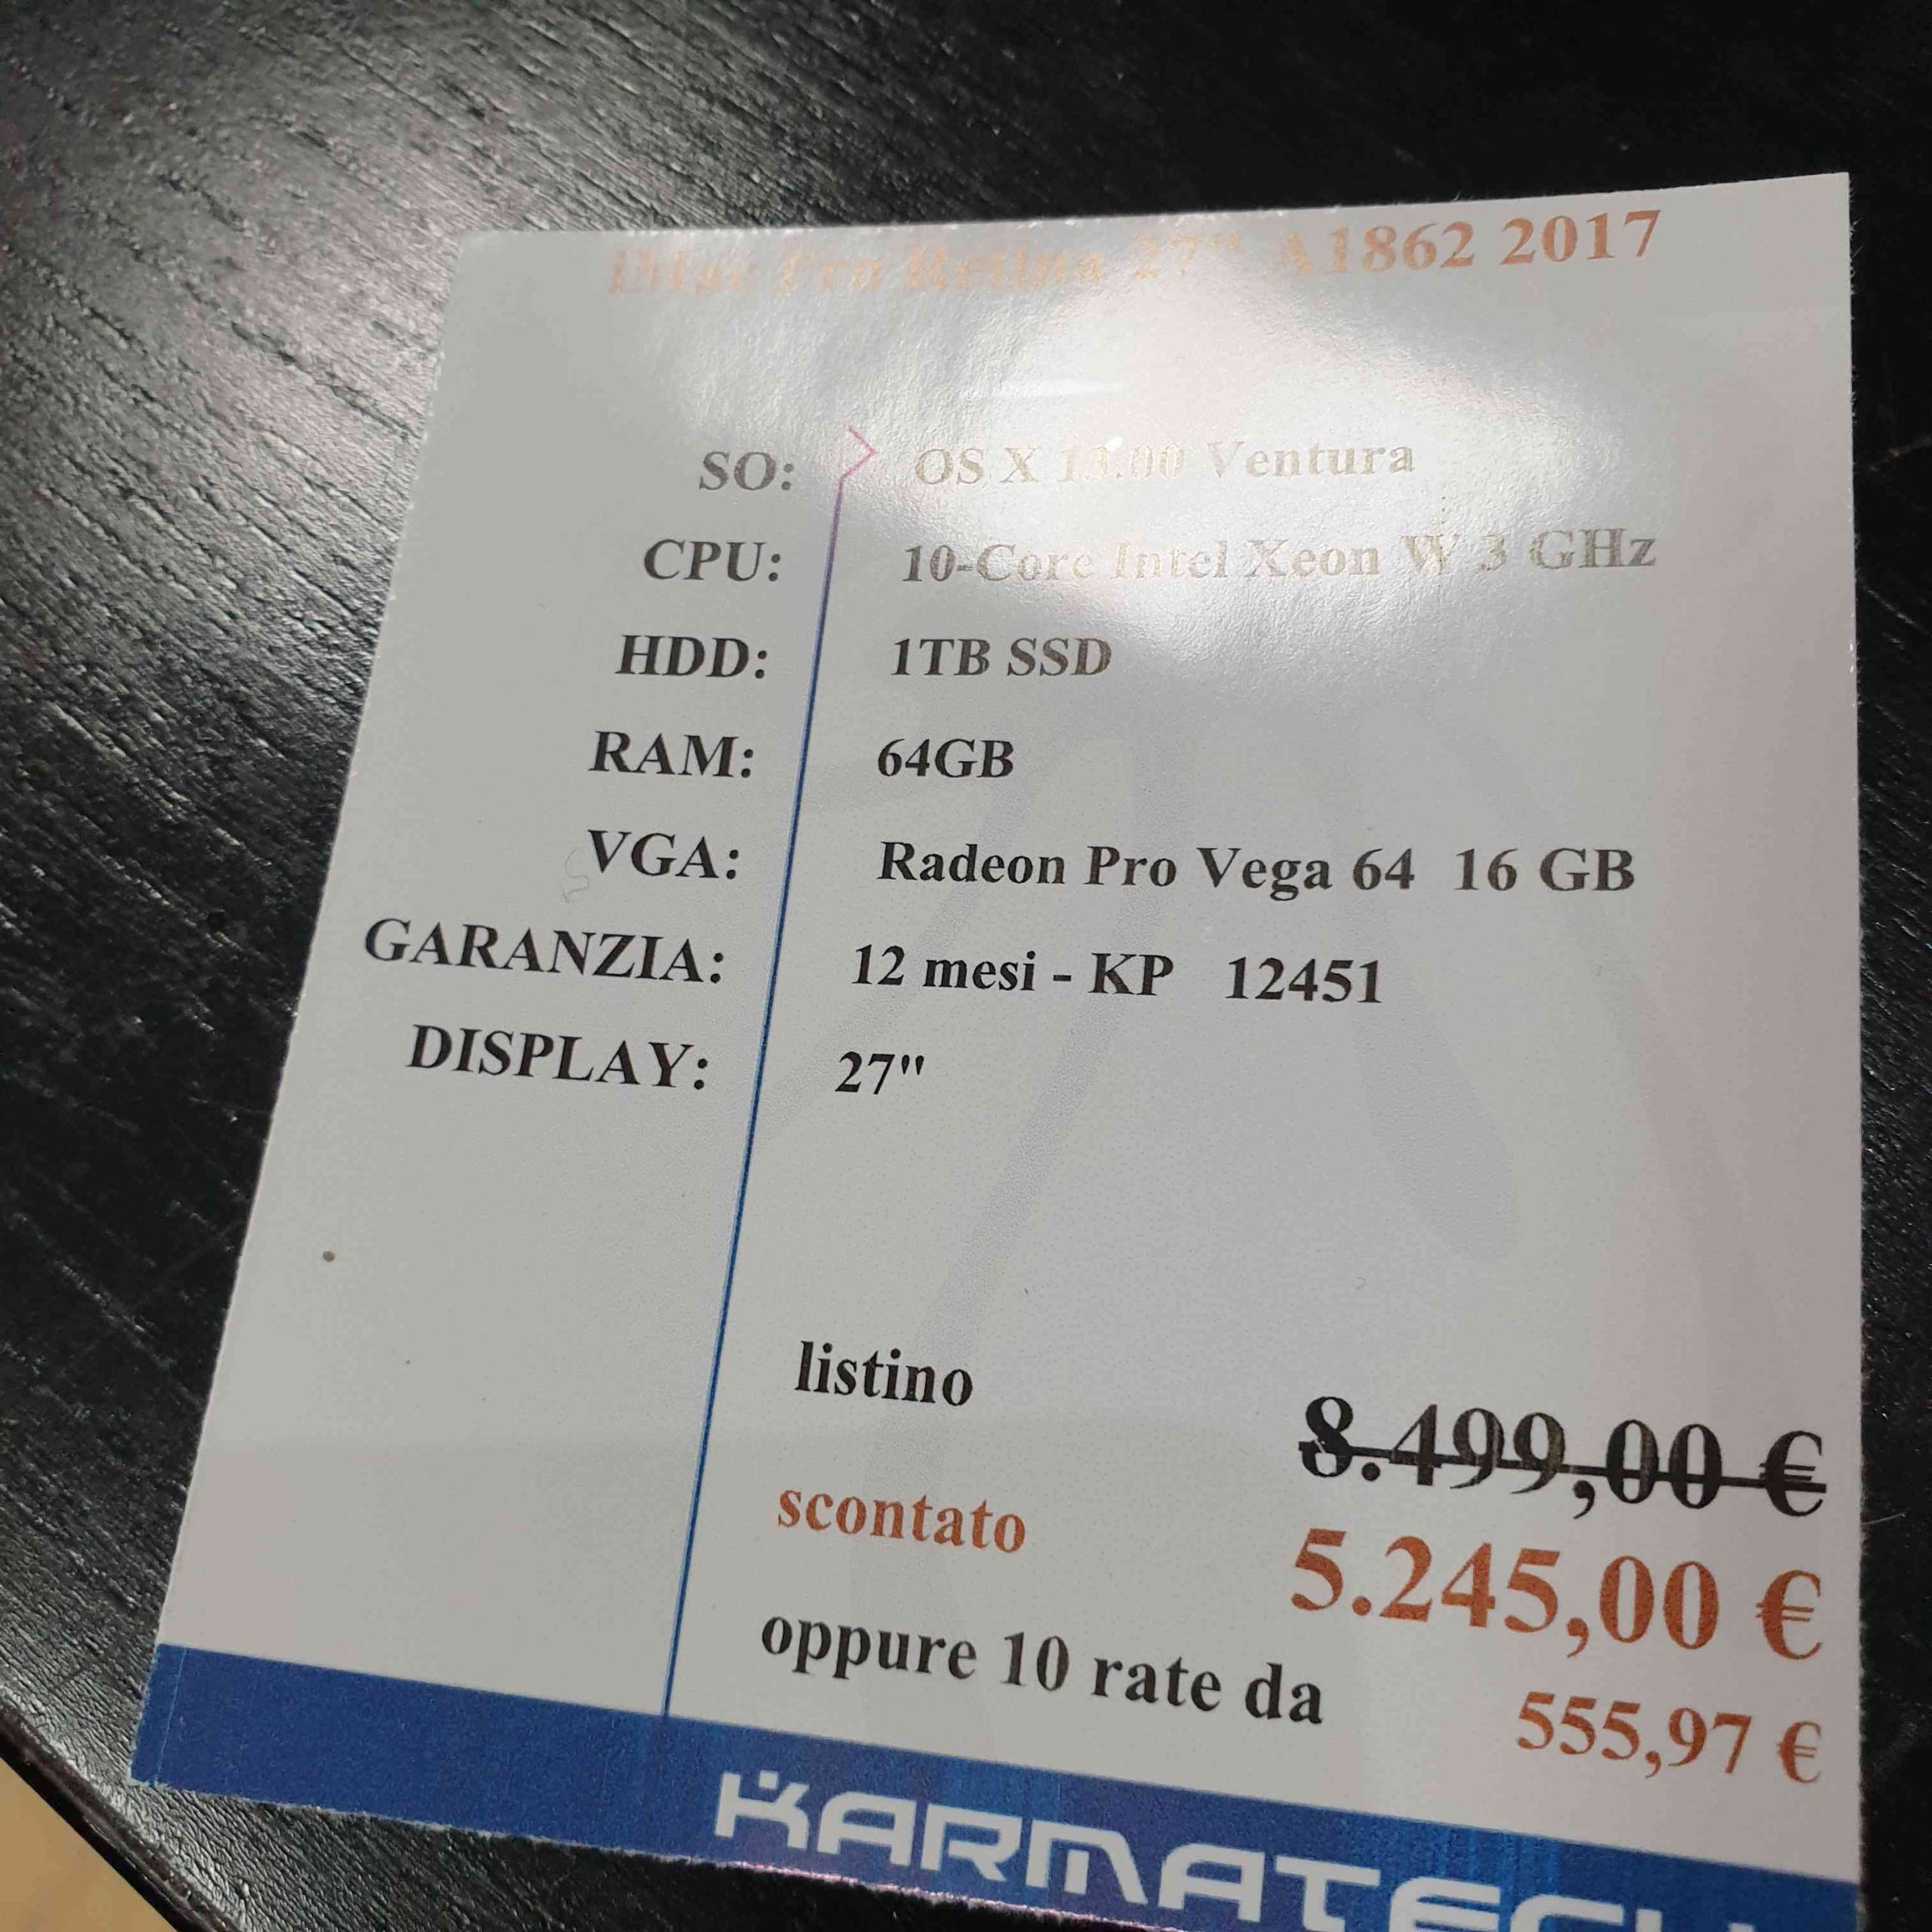 iMac Pro Retina 27" A1862 2017
SO: OS X 13.00 Ventura
CPU: 10-Core Intel Xeon W 3 GHz
HDD: 1TB SSD
RAM: 64GB
VGA: Radeon Pro Vega 64 16 GB
GARANZIA: 12 mesi - KP 12451
DISPLAY: 27"
listino 8.499,00 €
scontato 5.245,00 €
oppure 10 rate da 555,97 €
KARMATECH